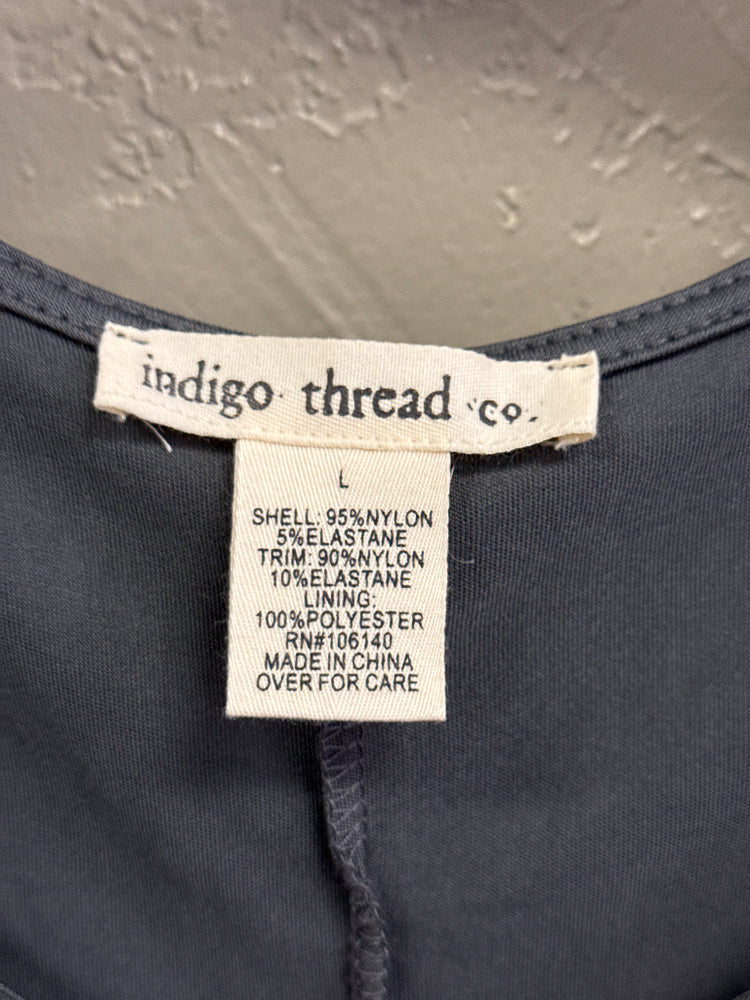 indigo thread co.
L
SHELL: 95%NYLON
5%ELASTANE
TRIM: 90%NYLON
10%ELASTANE
LINING:
100%POLYESTER
RN#106140
MADE IN CHINA
OVER FOR CARE